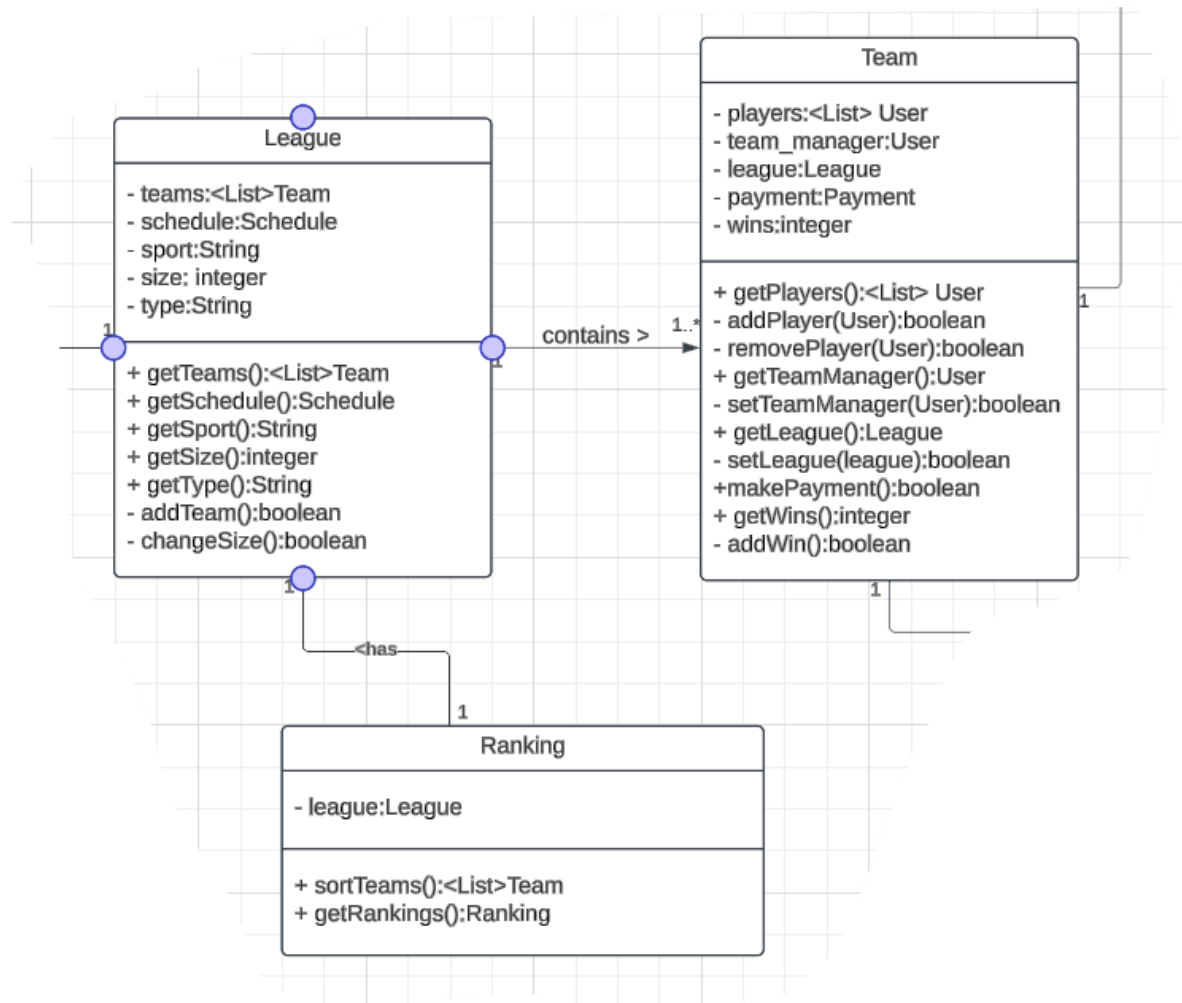 League
- teams:<List>Team
- schedule:Schedule
- sport:String
- size: integer
- type:String
+ getTeams():<List>Team
+ getSchedule():Schedule
+ getSport():String
+ getSize():integer
+ getType():String
- addTeam():boolean
- changeSize():boolean
1
1
1
contains >
1..*
Team
- players:<List> User
- team_manager:User
- league:League
- payment:Payment
- wins:integer
+ getPlayers():<List> User
- addPlayer(User):boolean
- removePlayer(User):boolean
+ getTeamManager():User
- setTeamManager(User):boolean
+ getLeague():League
- setLeague(league):boolean
+makePayment():boolean
+ getWins():integer
- addWin():boolean
1
1
<has
1
Ranking
- league:League
+ sortTeams():<List>Team
+ getRankings():Ranking